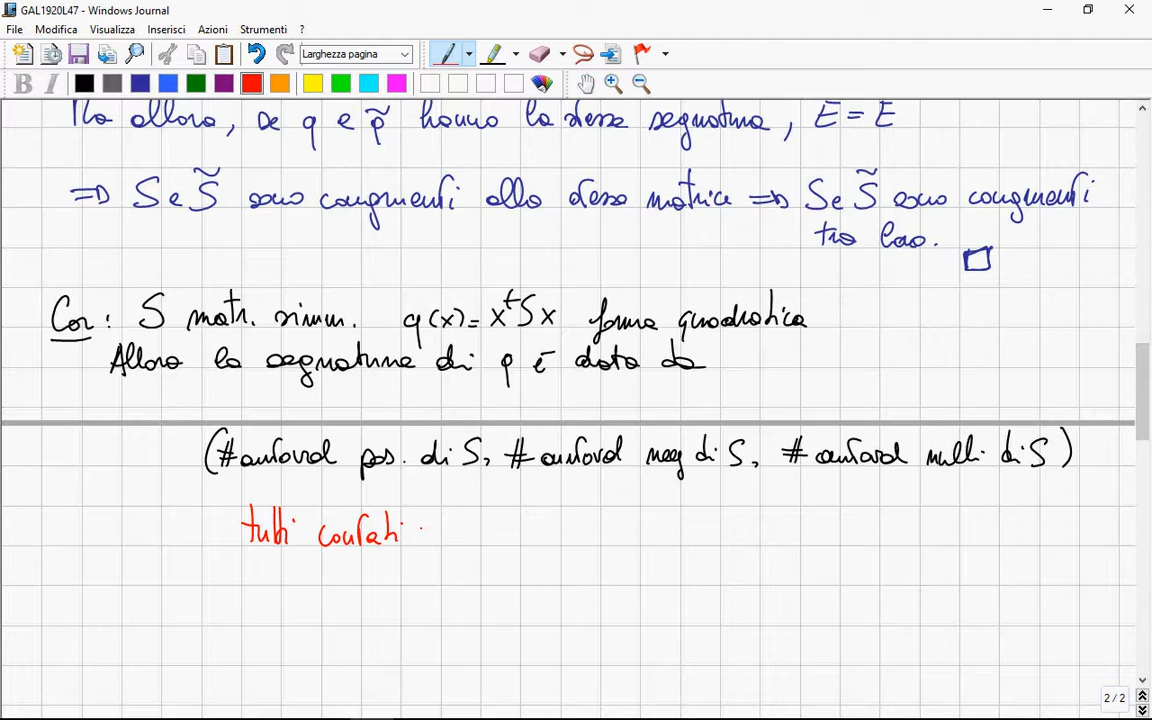 GAL1920L47 - Windows Journal
File Modifica Visualizza Inserisci Azioni Strumenti ?
Larghezza pagina
Ma allora, se q e p̃ hanno la stessa segnatura, E = E
⇒ S e S̃ sono congruenti alla stessa matrice ⇒ S e S̃ sono congruenti
tra loro. □
Cor: S matr. simm. q(x) = xᵗSx forma quadratica
Allora la segnatura di q è data da
(# autoval pos. di S, # autoval neg di S, # autoval nulli di S)
tutti contati
2 / 2